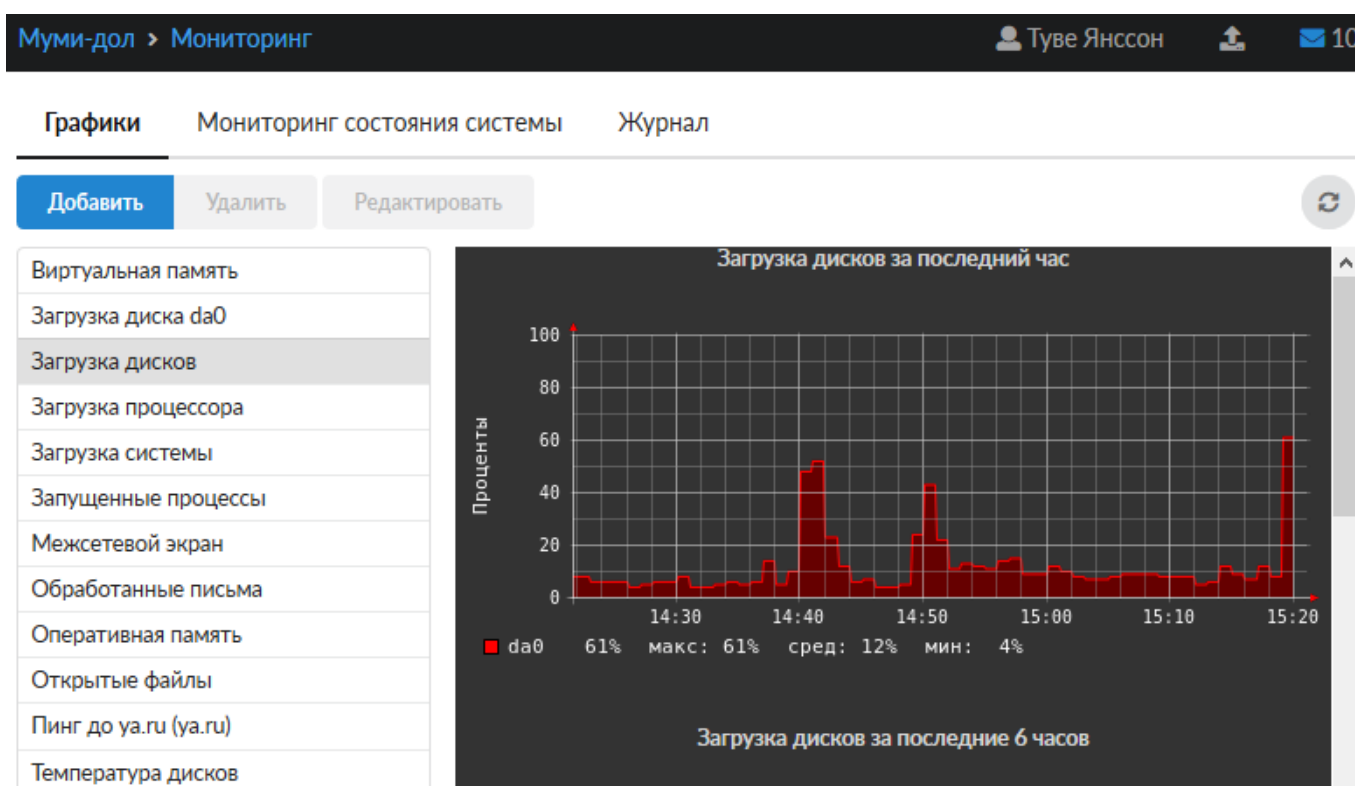 Муми-дол > Мониторинг Туве Янссон 10
Графики Мониторинг состояния системы Журнал
Добавить Удалить Редактировать
Виртуальная память
Загрузка диска da0
Загрузка дисков
Загрузка процессора
Загрузка системы
Запущенные процессы
Межсетевой экран
Обработанные письма
Оперативная память
Открытые файлы
Пинг до ya.ru (ya.ru)
Температура дисков
Загрузка дисков за последний час
Проценты
100
80
60
40
20
0
14:30 14:40 14:50 15:00 15:10 15:20
da0 61% макс: 61% сред: 12% мин: 4%
Загрузка дисков за последние 6 часов